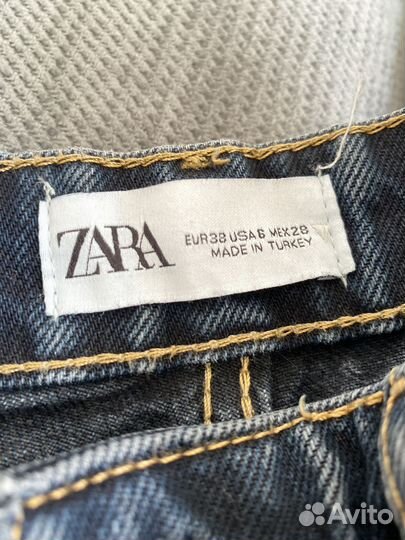 ZARA
EUR38 USA6 MEX28
MADE IN TURKEY
Avito